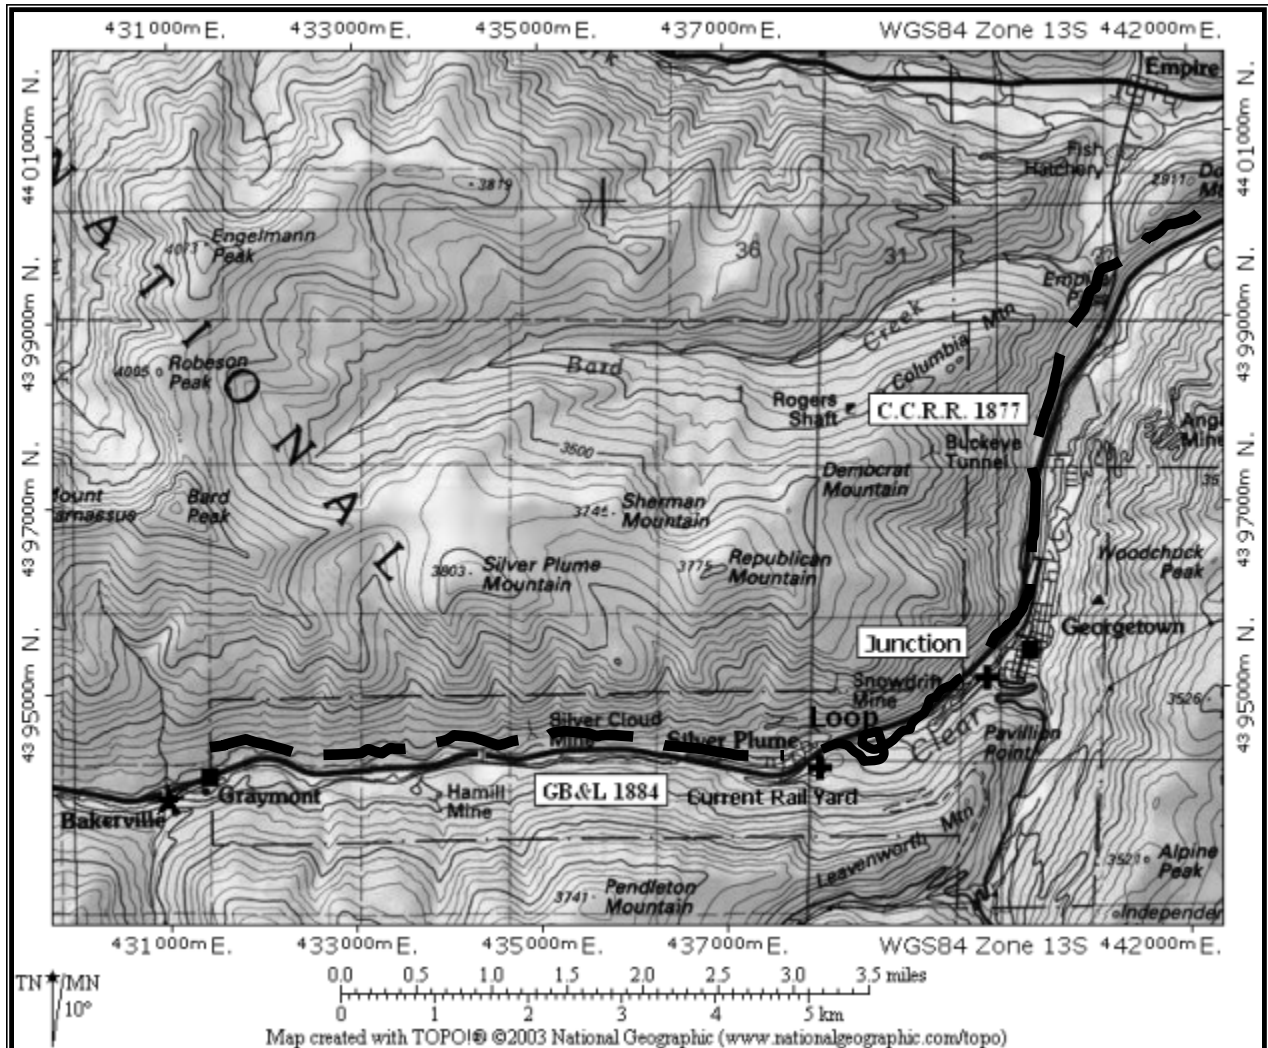 431000mE. 433000mE. 435000mE. 437000mE. WGS84 Zone 13S 442000mE.
Empire
4401000m N.
4401000m N.
Fish
Hatchery
3819
2911
Engelmann
Peak
4073
36
31
N A T I O N A L
4399000m N.
4399000m N.
Bard Creek
Columbia Mtn
Robeson
Peak
4005
Rogers
Shaft
C.C.R.R. 1877
Buckeye
Tunnel
3500
Democrat
Mountain
Bard
Peak
Sherman
Mountain
4397000m N.
4397000m N.
Woodchuck
Peak
3803
Silver Plume
Mountain
3775
Republican
Mountain
Georgetown
Junction
4395000m N.
4395000m N.
Snowdrift
Mine
3526
Silver Cloud
Mine
Silver Plume
Loop
Clear
Pavillion
Point
Bakerville
Graymont
Hamill
Mine
GB&L 1884
Current Rail Yard
Leavenworth Mtn
3741
Pendleton
Mountain
Alpine
Peak
431000mE. 433000mE. 435000mE. 437000mE. WGS84 Zone 13S 442000mE.
TN /MN
10°
0.0 0.5 1.0 1.5 2.0 2.5 3.0 3.5 miles
0 1 2 3 4 5 km
Map created with TOPO!® ©2003 National Geographic (www.nationalgeographic.com/topo)